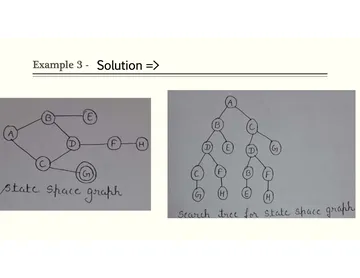 Example 3 - Solution =>
A
B E
A B C
D F H
C G
B C
D E D G
C F B F
G H E H
State space graph
Search tree for state space graph